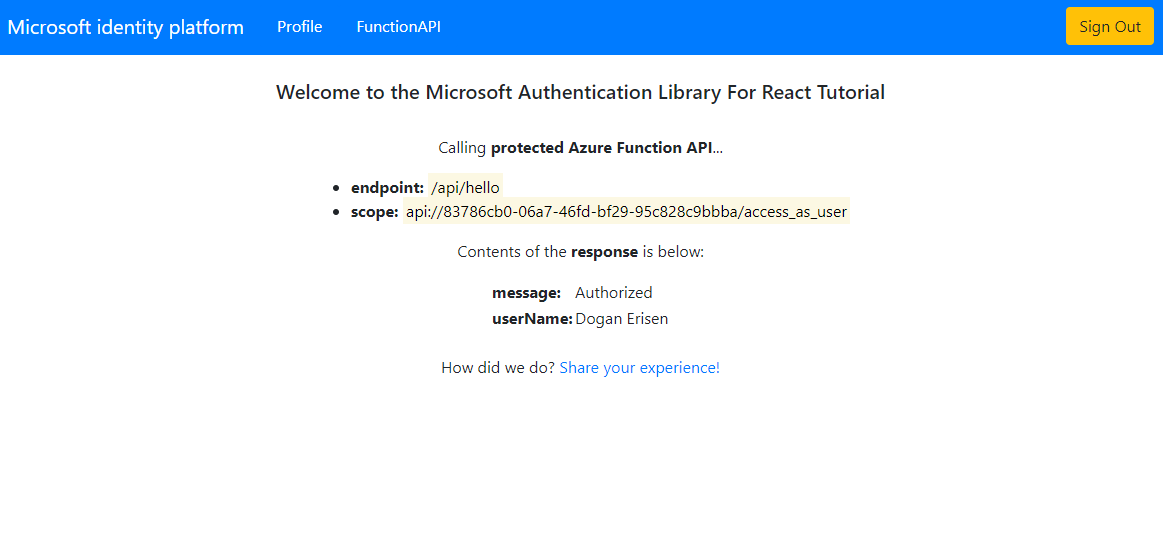 Microsoft identity platform Profile FunctionAPI Sign Out
Welcome to the Microsoft Authentication Library For React Tutorial
Calling protected Azure Function API...
endpoint: /api/hello
scope: api://83786cb0-06a7-46fd-bf29-95c828c9bbba/access_as_user
Contents of the response is below:
message: Authorized
userName: Dogan Erisen
How did we do? Share your experience!